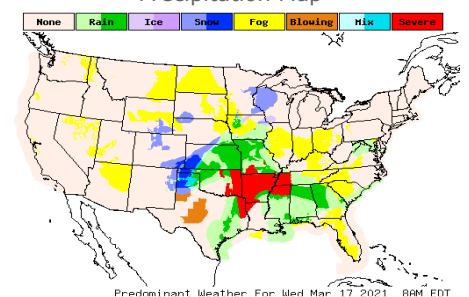 Precipitation Map
None Rain Ice Snow Fog Blowing Mix Severe
Predominant Weather For Wed Mar 17 2021 8AM EDT